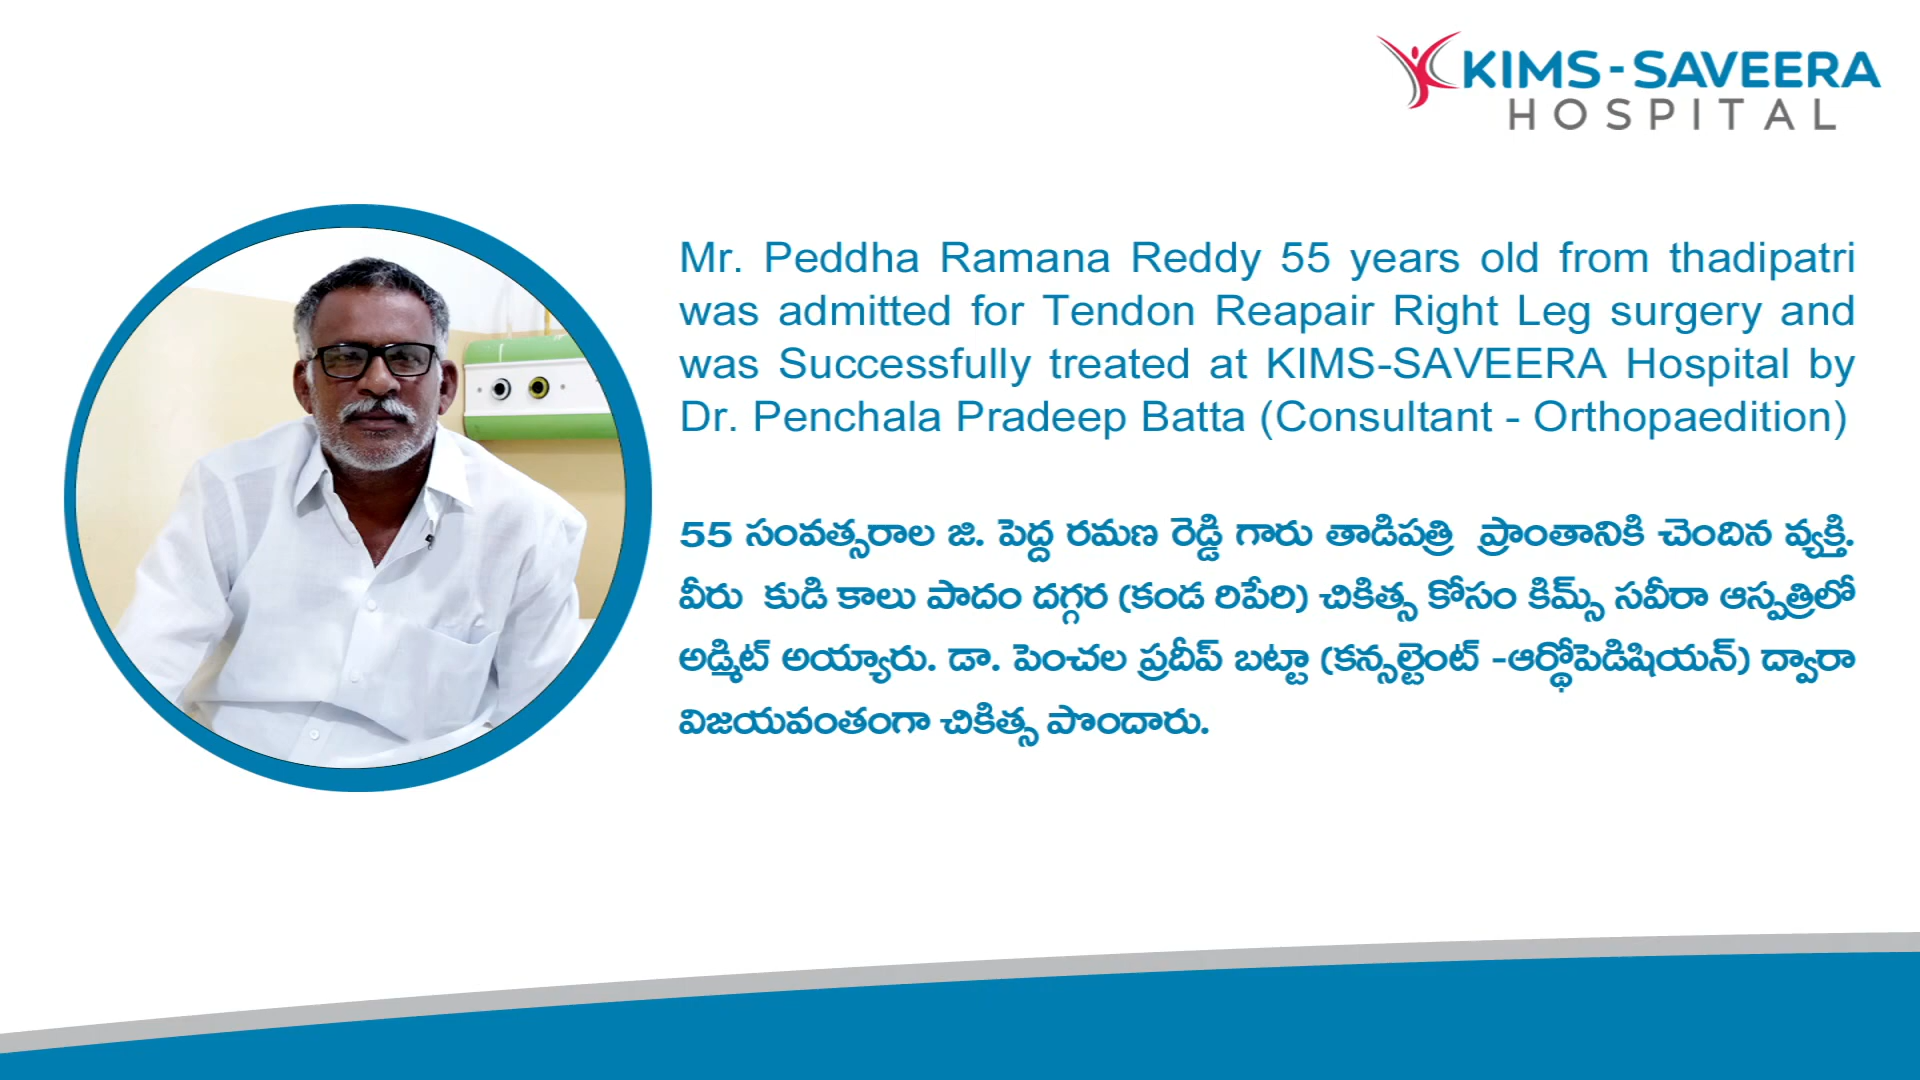 KIMS - SAVEERA
HOSPITAL
Mr. Peddha Ramana Reddy 55 years old from thadipatri
was admitted for Tendon Reapair Right Leg surgery and
was Successfully treated at KIMS-SAVEERA Hospital by
Dr. Penchala Pradeep Batta (Consultant - Orthopaedition)
55 సంవత్సరాల జి. పెద్ద రమణ రెడ్డి గారు తాడిపత్రి ప్రాంతానికి చెందిన వ్యక్తి.
వీరు కుడి కాలు పాదం దగ్గర (కండ రిపేరి) చికిత్స కోసం కిమ్స్ సవీరా ఆస్పత్రిలో
అడ్మిట్ అయ్యారు. డా. పెంచల ప్రదీప్ బట్టా (కన్సల్టెంట్ -ఆర్థోపెడిషియన్) ద్వారా
విజయవంతంగా చికిత్స పొందారు.